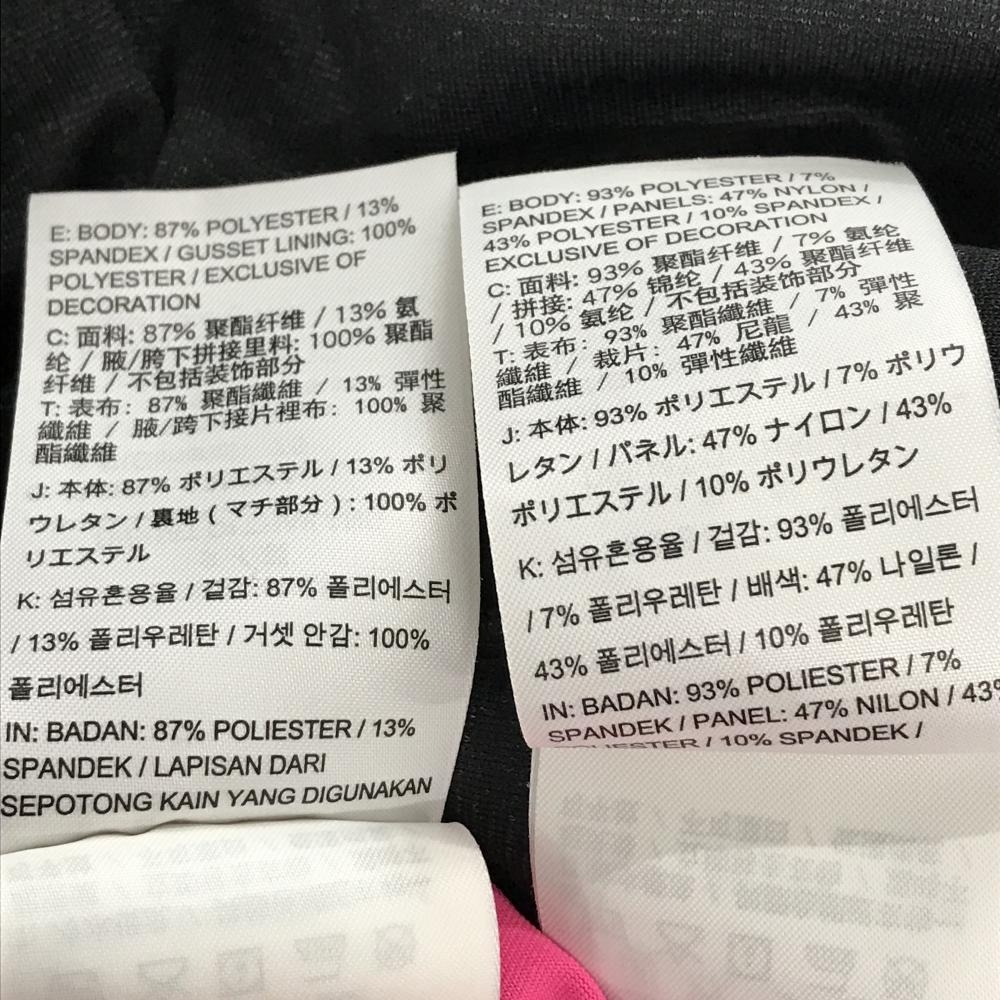 E: BODY: 87% POLYESTER / 13%
SPANDEX / GUSSET LINING: 100%
POLYESTER / EXCLUSIVE OF
DECORATION
C: 面料: 87% 聚酯纤维 / 13% 氨
纶 / 腋/胯下拼接里料: 100% 聚酯
纤维 / 不包括装饰部分
T: 表布: 87% 聚酯纖維 / 13% 彈性
纖維 / 腋/跨下接片裡布: 100% 聚
酯纖維
J: 本体: 87% ポリエステル / 13% ポリ
ウレタン / 裏地 ( マチ部分 ) : 100% ポ
リエステル
K: 섬유혼용율 / 겉감: 87% 폴리에스터
/ 13% 폴리우레탄 / 거셋 안감: 100%
폴리에스터
IN: BADAN: 87% POLIESTER / 13%
SPANDEK / LAPISAN DARI
SEPOTONG KAIN YANG DIGUNAKAN
E: BODY: 93% POLYESTER / 7%
SPANDEX / PANELS: 47% NYLON /
43% POLYESTER / 10% SPANDEX /
EXCLUSIVE OF DECORATION
C: 面料: 93% 聚酯纤维 / 7% 氨纶
/ 拼接: 47% 锦纶 / 43% 聚酯纤维
/ 10% 氨纶 / 不包括装饰部分
T: 表布: 93% 聚酯纖維 / 7% 彈性
纖維 / 裁片: 47% 尼龍 / 43% 聚
酯纖維 / 10% 彈性纖維
J: 本体: 93% ポリエステル / 7% ポリウ
レタン / パネル: 47% ナイロン / 43%
ポリエステル / 10% ポリウレタン
K: 섬유혼용율 / 겉감: 93% 폴리에스터
/ 7% 폴리우레탄 / 배색: 47% 나일론 /
43% 폴리에스터 / 10% 폴리우레탄
IN: BADAN: 93% POLIESTER / 7%
SPANDEK / PANEL: 47% NILON / 43%
POLIESTER / 10% SPANDEK /